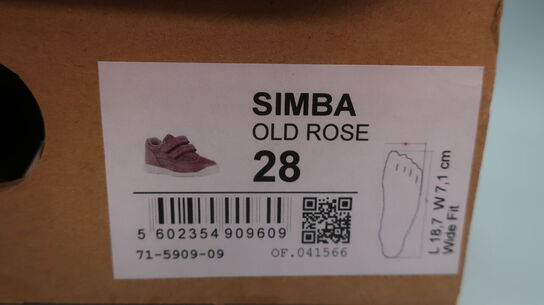 SIMBA
OLD ROSE
28
5 602354 909609
71-5909-09
OF.041566
L 18,7 W 7,1 cm
Wide Fit